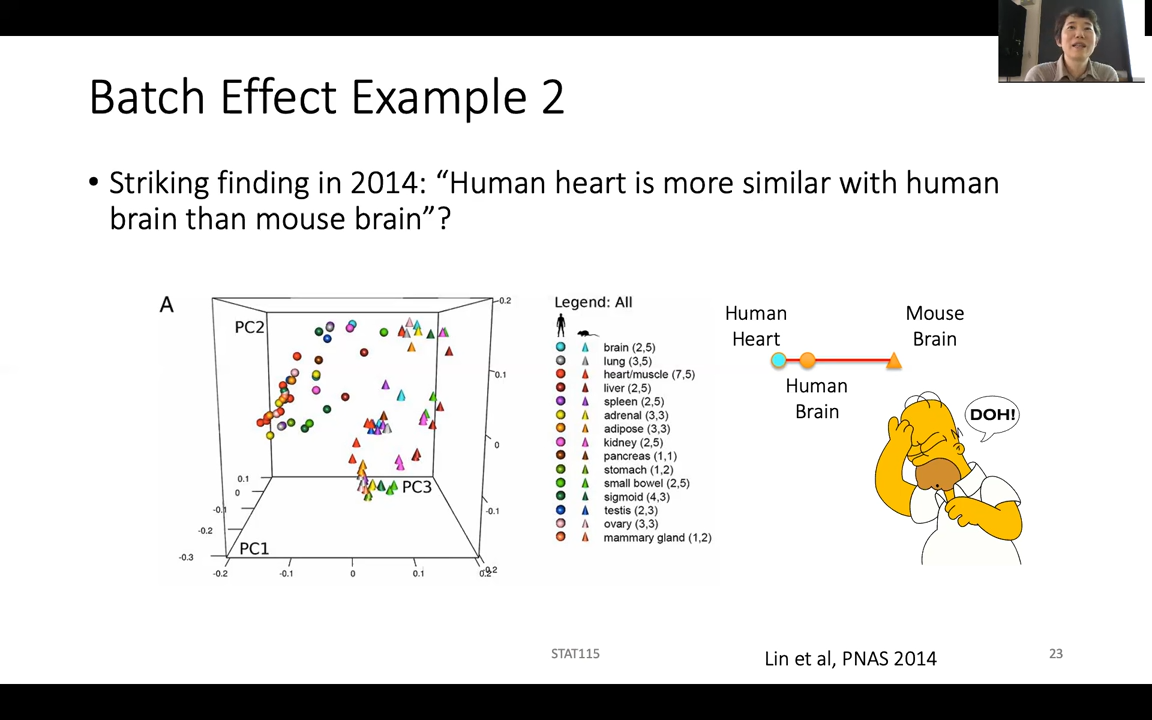 Batch Effect Example 2
• Striking finding in 2014: “Human heart is more similar with human
brain than mouse brain”?
A
PC2
PC3
PC1
0.2
0.1
0
-0.1
0.1
0
-0.1
-0.2
-0.3
-0.2
-0.1
0
0.1
Legend: All
brain (2,5)
lung (3,5)
heart/muscle (7,5)
liver (2,5)
spleen (2,5)
adrenal (3,3)
adipose (3,3)
kidney (2,5)
pancreas (1,1)
stomach (1,2)
small bowel (2,5)
sigmoid (4,3)
testis (2,3)
ovary (3,3)
mammary gland (1,2)
Human
Heart
Mouse
Brain
Human
Brain
DOH!
STAT115
Lin et al, PNAS 2014
23